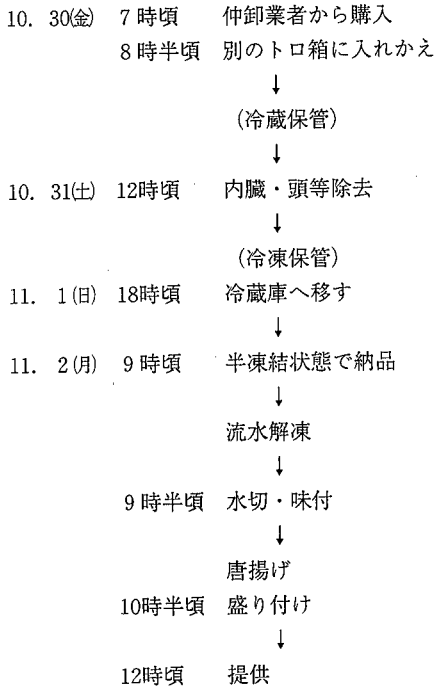 10. 30(金) 7時頃 仲卸業者から購入
8時半頃 別のトロ箱に入れかえ
↓
(冷蔵保管)
↓
10. 31(土) 12時頃 内臓・頭等除去
↓
(冷凍保管)
11. 1(日) 18時頃 冷蔵庫へ移す
↓
11. 2(月) 9時頃 半凍結状態で納品
↓
流水解凍
↓
9時半頃 水切・味付
↓
唐揚げ
10時半頃 盛り付け
↓
12時頃 提供